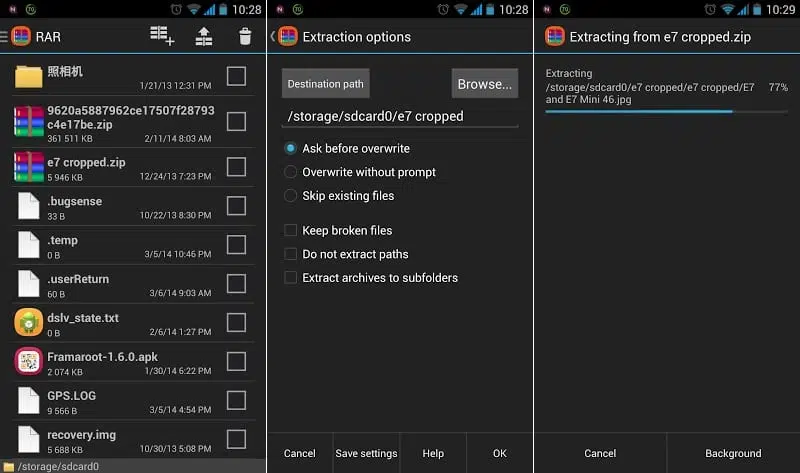 10:28
RAR
照相机
1/21/13 12:31 PM
9620a5887962ce17507f28793
c4e17be.zip
361 511 KB 2/11/14 8:03 AM
e7 cropped.zip
5 946 KB 12/24/13 7:23 PM
.bugsense
33 B 10/22/13 8:30 PM
.temp
0 B 3/5/14 10:46 PM
.userReturn
60 B 3/6/14 9:03 AM
dslv_state.txt
0 B 2/6/14 1:27 PM
Framaroot-1.6.0.apk
2 074 KB 1/30/14 6:22 PM
GPS.LOG
9 566 B 3/5/14 4:54 PM
recovery.img
5 688 KB 10/30/13 5:08 PM
/storage/sdcard0
10:28
Extraction options
Destination path Browse...
/storage/sdcard0/e7 cropped
Ask before overwrite
Overwrite without prompt
Skip existing files
Keep broken files
Do not extract paths
Extract archives to subfolders
Cancel Save settings Help OK
10:29
Extracting from e7 cropped.zip
Extracting
/storage/sdcard0/e7 cropped/e7 cropped/E7 77%
and E7 Mini 46.jpg
Cancel Background